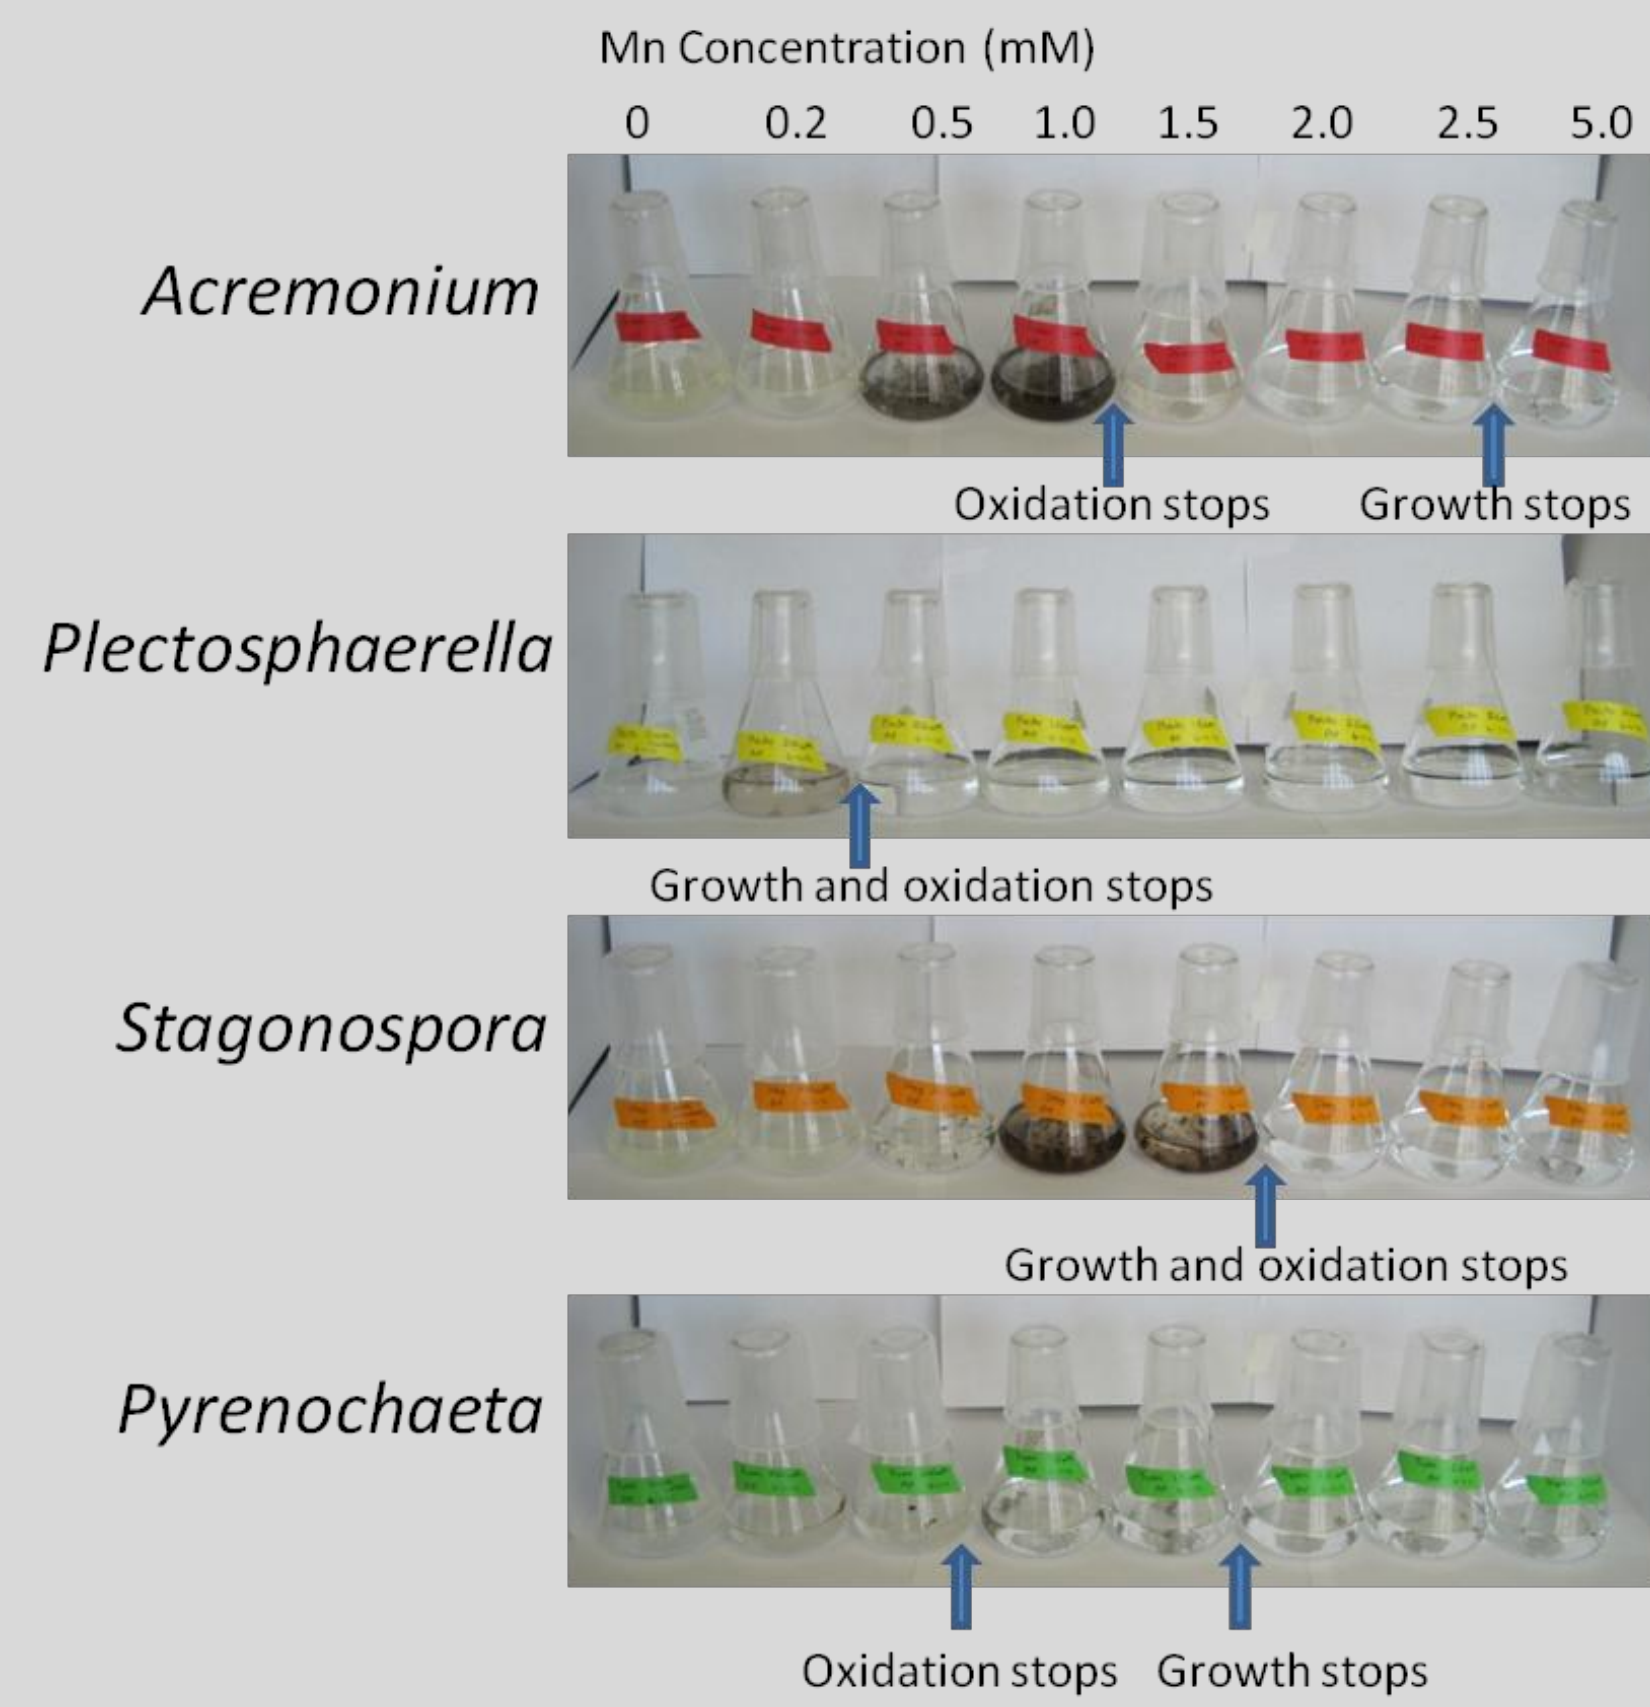 Mn Concentration (mM)
0 0.2 0.5 1.0 1.5 2.0 2.5 5.0
Acremonium
Oxidation stops Growth stops
Plectosphaerella
Growth and oxidation stops
Stagonospora
Growth and oxidation stops
Pyrenochaeta
Oxidation stops Growth stops